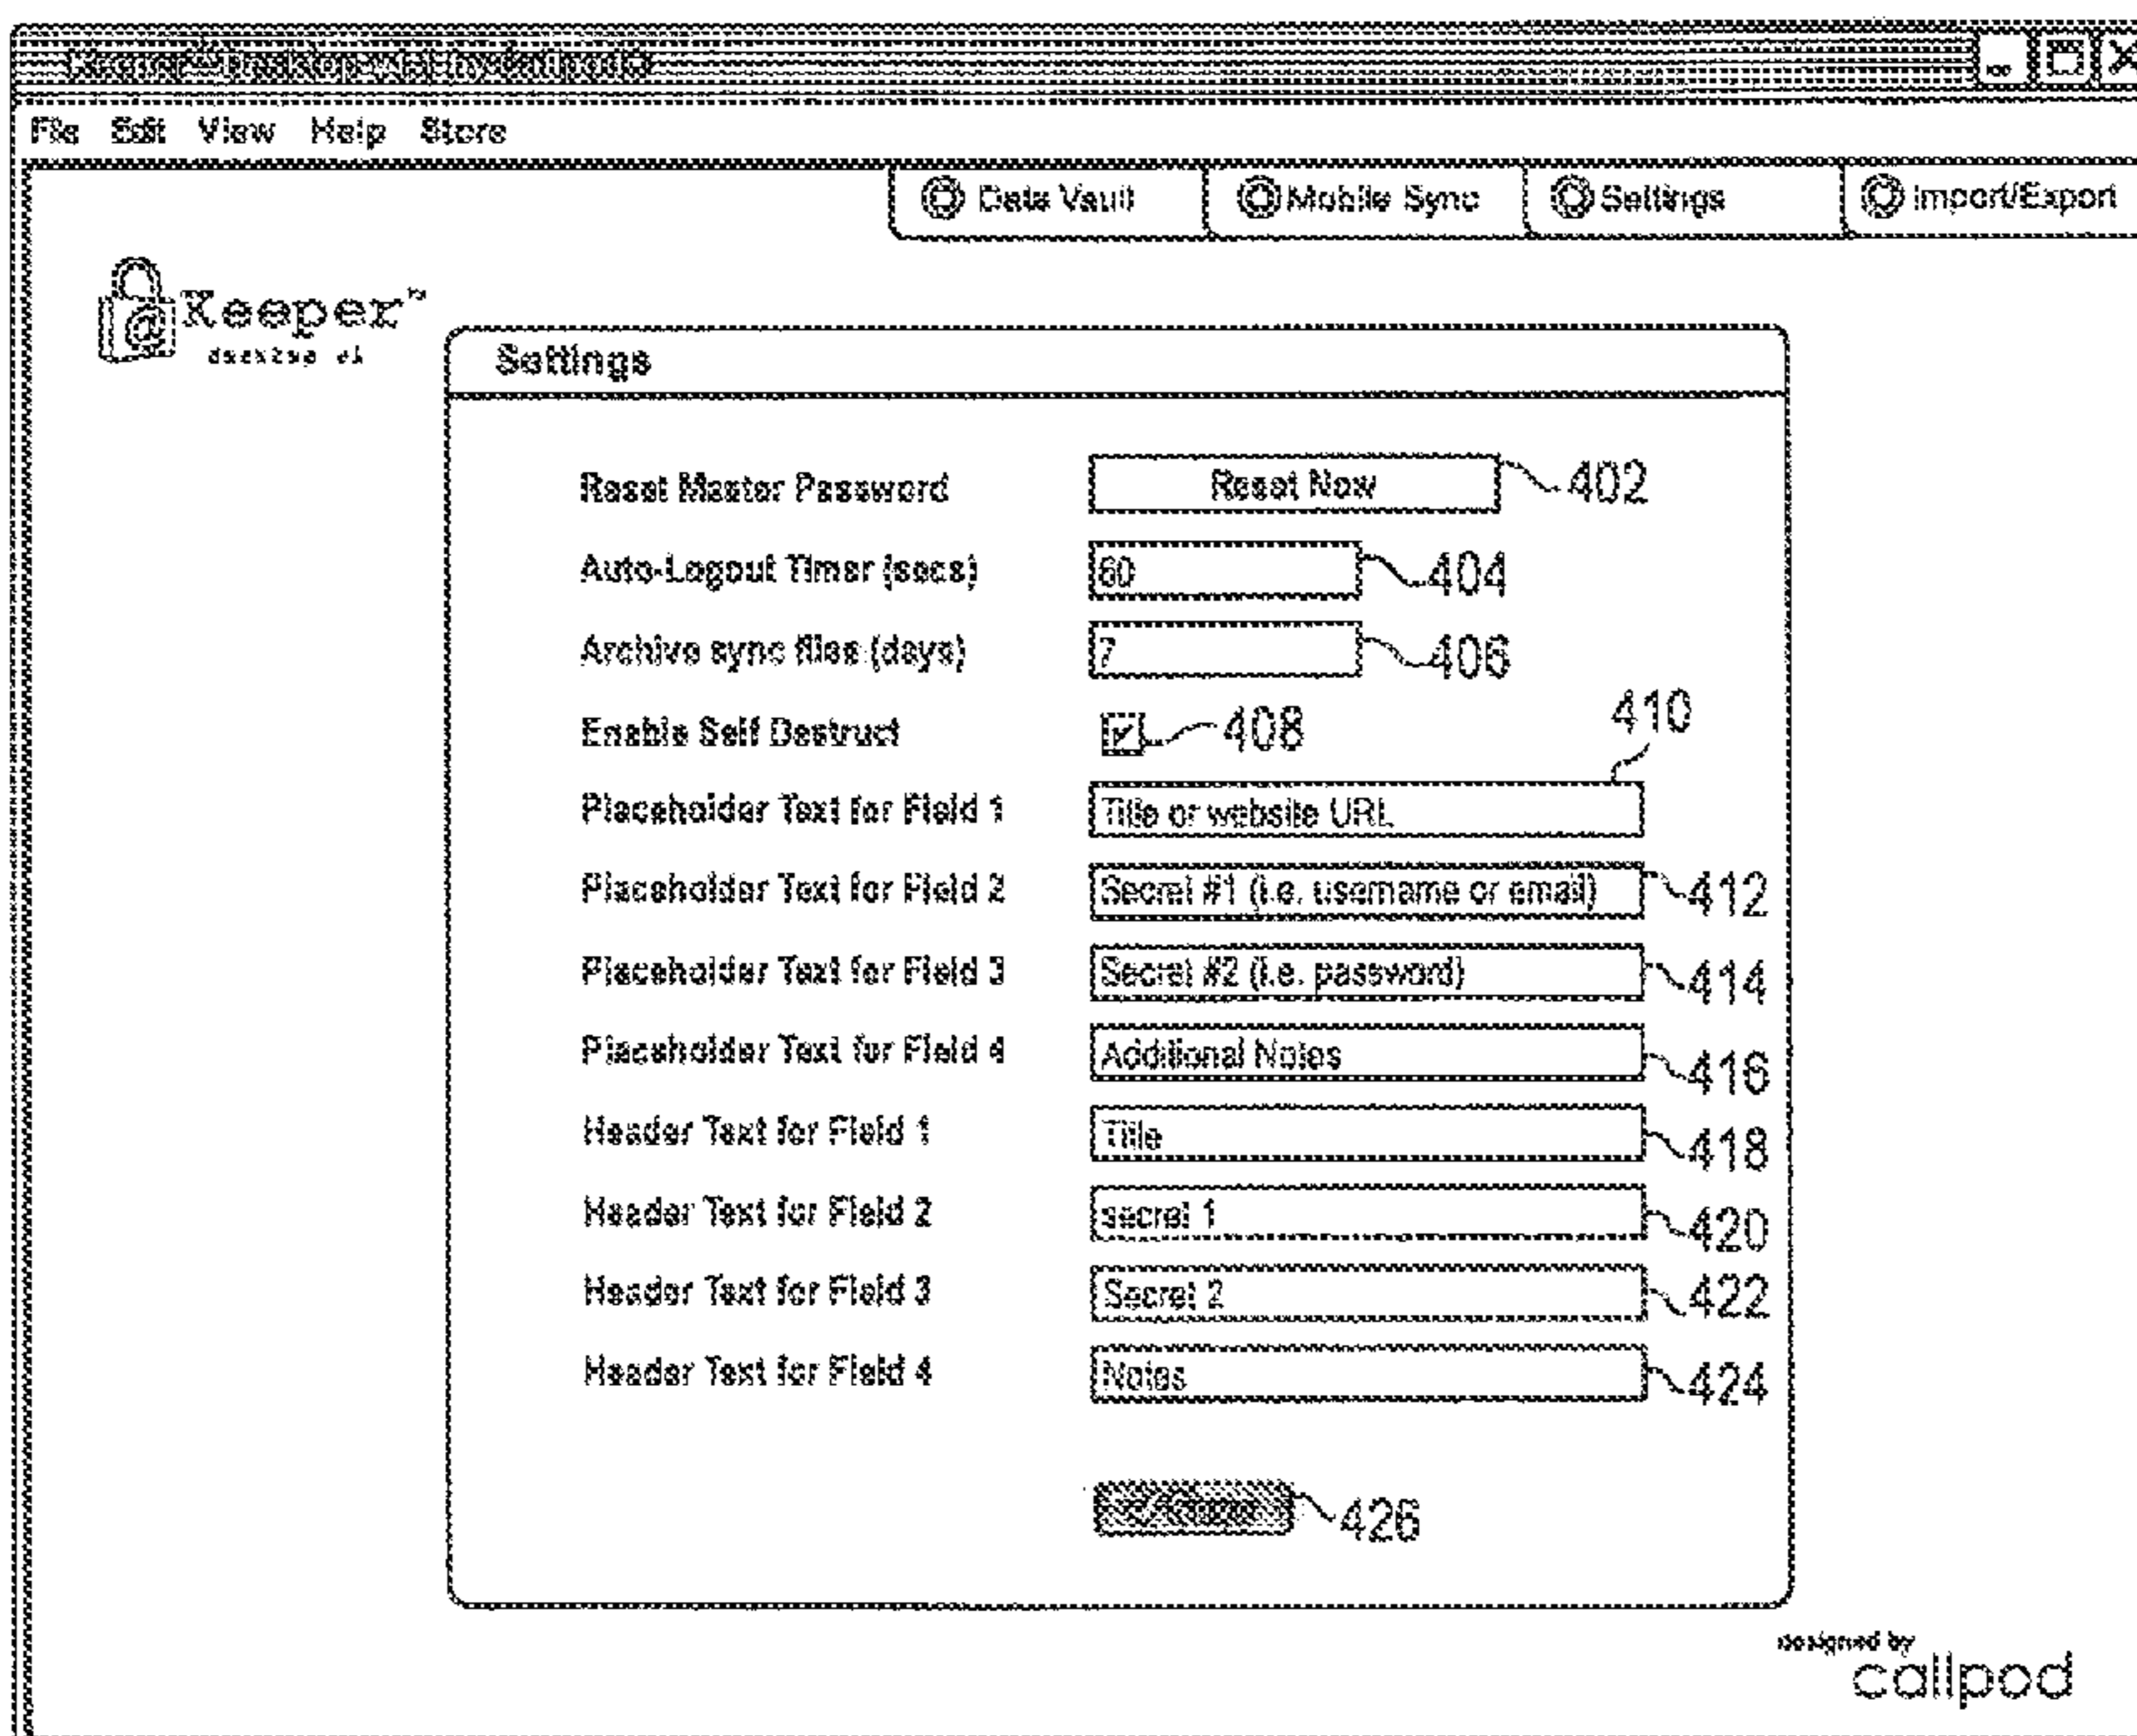 File Edit View Help Store
Data Vault Mobile Sync Settings Import/Export
Keeper™
desktop v1
Settings
Reset Master Password Reset Now 402
Auto-Logout Timer (secs) 60 404
Archive sync files (days) 7 406
Enable Self Destruct 408
410
Placeholder Text for Field 1 Title or website URL
Placeholder Text for Field 2 Secret #1 (i.e. username or email) 412
Placeholder Text for Field 3 Secret #2 (i.e. password) 414
Placeholder Text for Field 4 Additional Notes 416
Header Text for Field 1 Title 418
Header Text for Field 2 secret 1 420
Header Text for Field 3 Secret 2 422
Header Text for Field 4 Notes 424
426
designed by
callpod